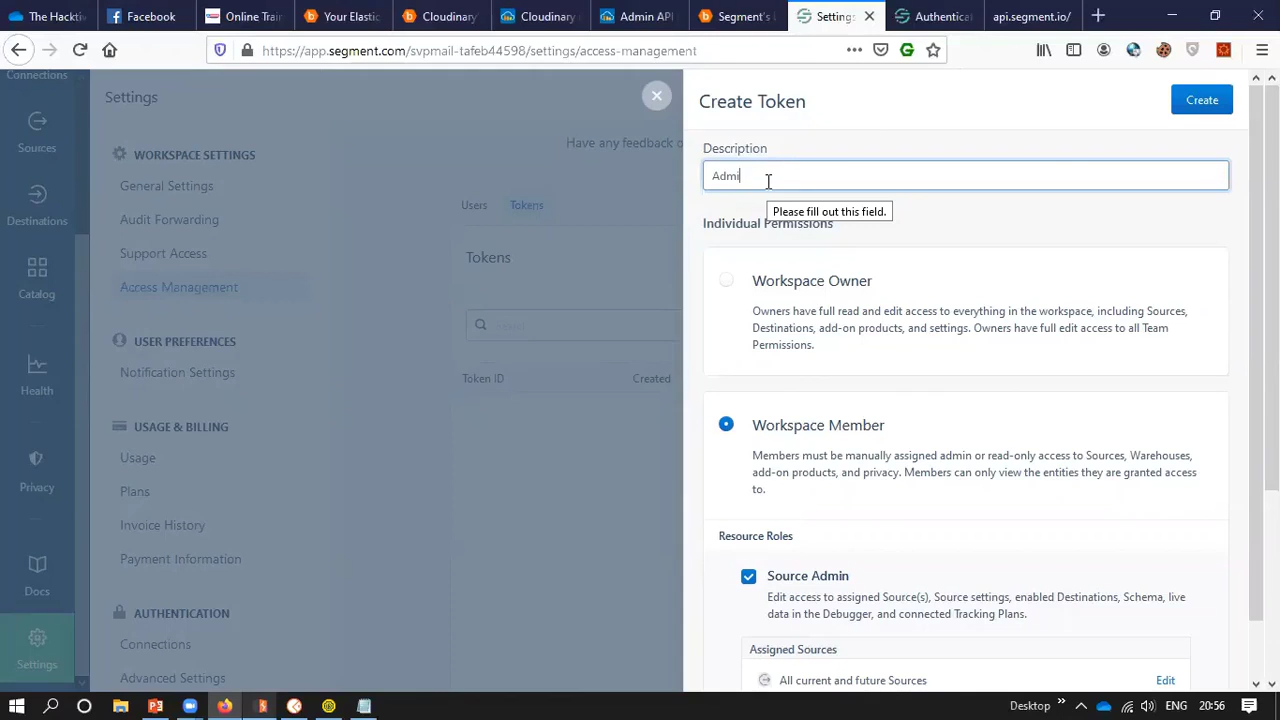 The Hacktiv
Facebook
Online Train
Your Elastic
Cloudinary
Cloudinary
Admin API
Segment's U
Settings
Authenticat
api.segment.io/
https://app.segment.com/svpmail-tafeb44598/settings/access-management
Connections
Sources
Destinations
Catalog
Health
Privacy
Docs
Settings
Settings
WORKSPACE SETTINGS
General Settings
Audit Forwarding
Support Access
Access Management
USER PREFERENCES
Notification Settings
USAGE & BILLING
Usage
Plans
Invoice History
Payment Information
AUTHENTICATION
Connections
Advanced Settings
Have any feedback o
Users
Tokens
Tokens
Token ID
Created
Create Token
Create
Description
Admi
Please fill out this field.
Individual Permissions
Workspace Owner
Owners have full read and edit access to everything in the workspace, including Sources,
Destinations, add-on products, and settings. Owners have full edit access to all Team
Permissions.
Workspace Member
Members must be manually assigned admin or read-only access to Sources, Warehouses,
add-on products, and privacy. Members can only view the entities they are granted access
to.
Resource Roles
Source Admin
Edit access to assigned Source(s), Source settings, enabled Destinations, Schema, live
data in the Debugger, and connected Tracking Plans.
Assigned Sources
All current and future Sources
Edit
Desktop
ENG
20:56